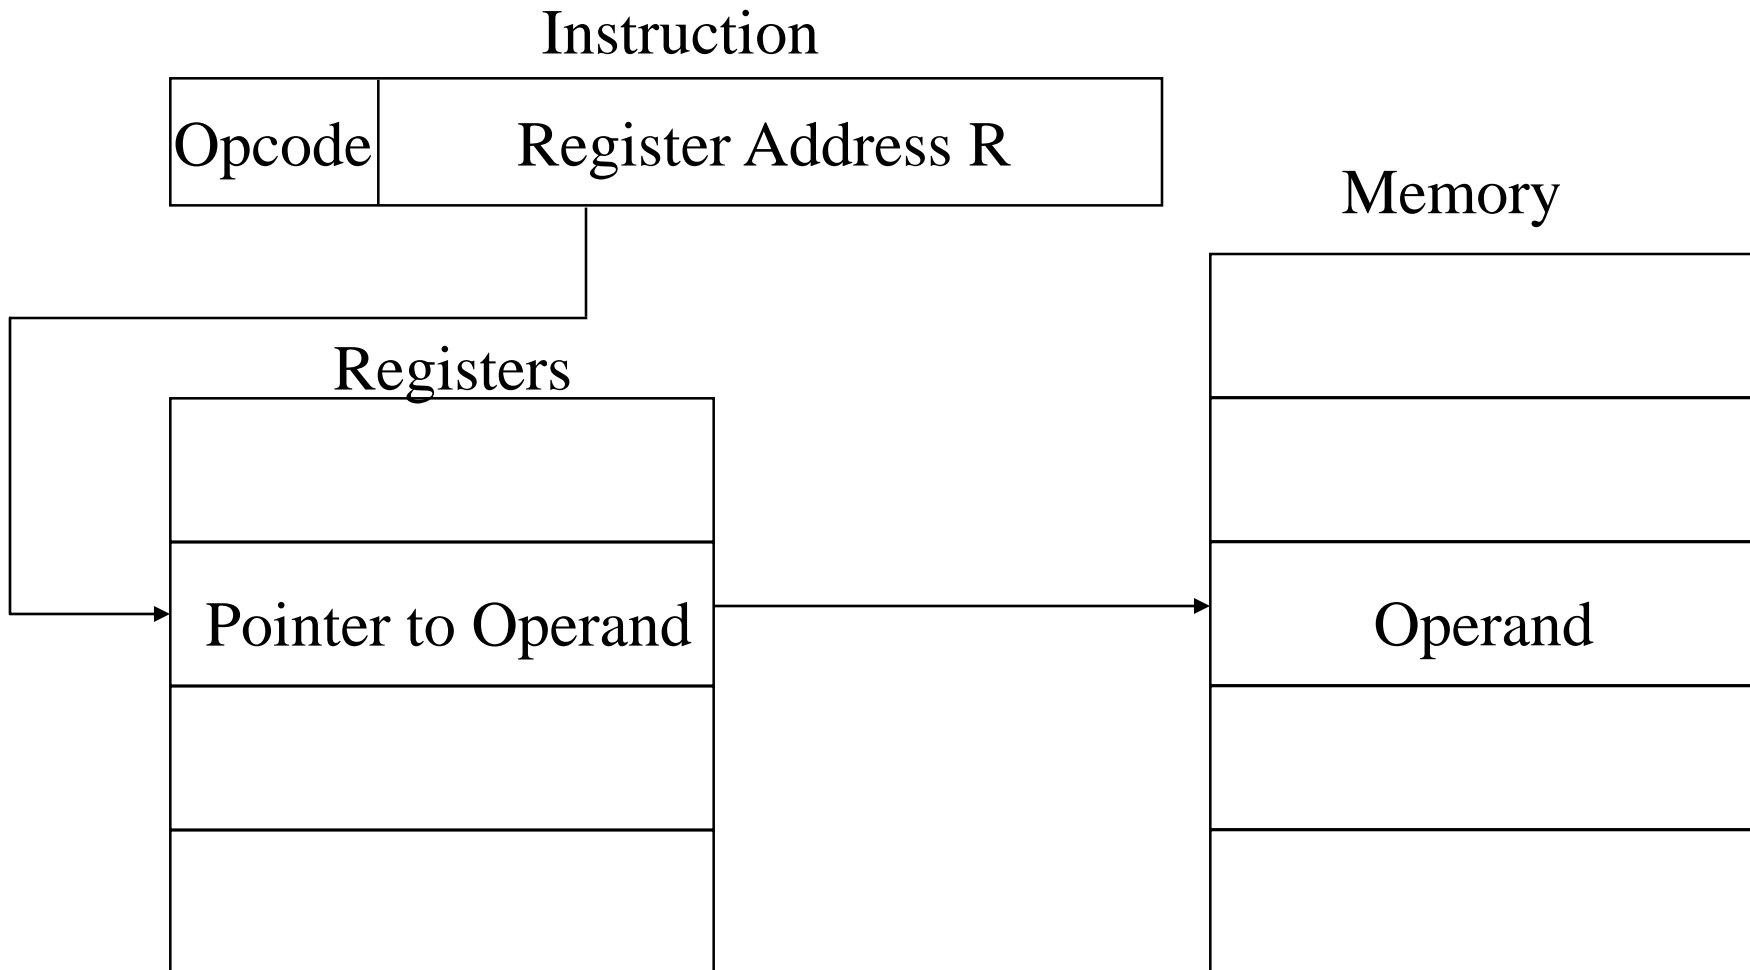 Instruction
Opcode Register Address R
Memory
Registers
Pointer to Operand Operand